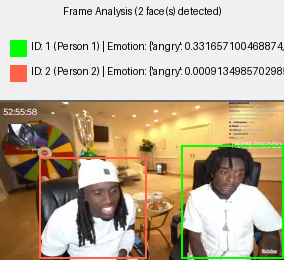 Frame Analysis (2 face(s) detected)
ID: 1 (Person 1) | Emotion: {'angry': 0.331657100468874,
ID: 2 (Person 2) | Emotion: {'angry': 0.000913498570298
52:55:58